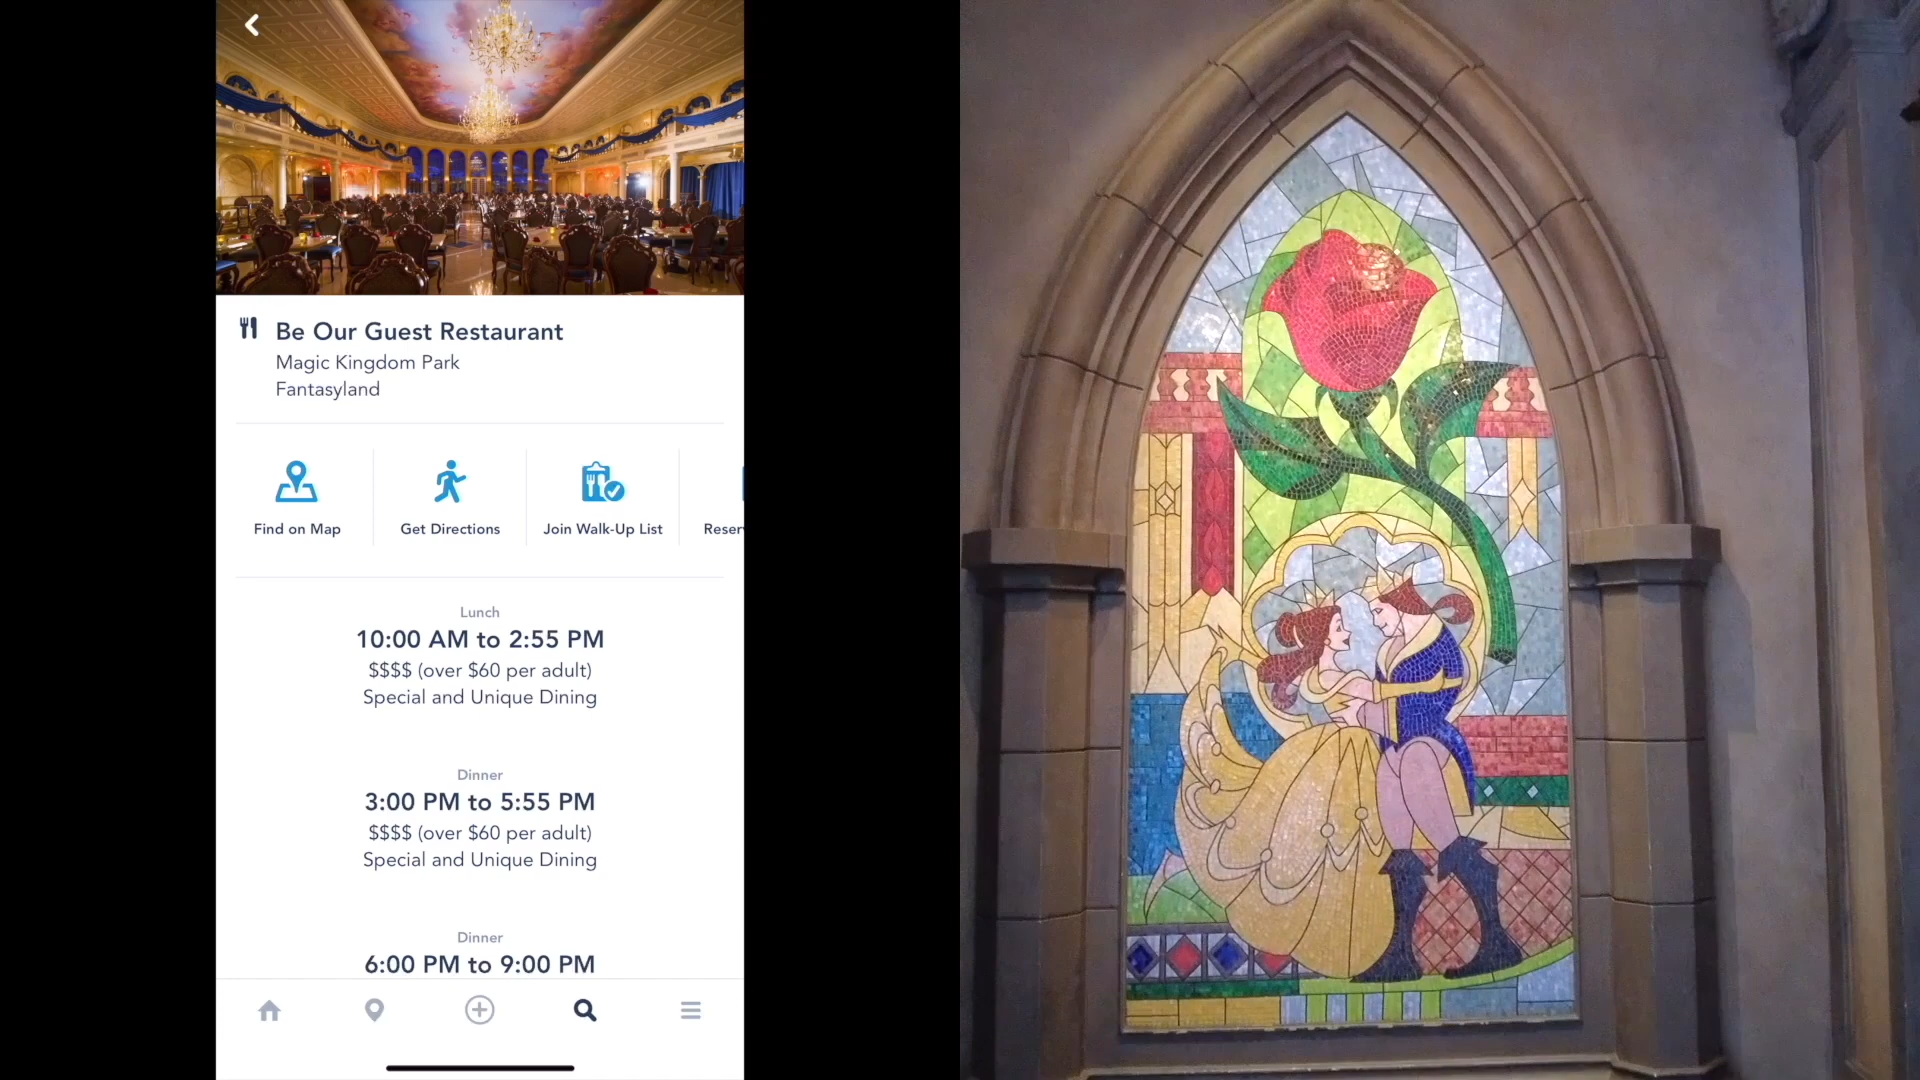 Be Our Guest Restaurant
Magic Kingdom Park
Fantasyland
Find on Map
Get Directions
Join Walk-Up List
Reser
Lunch
10:00 AM to 2:55 PM
$$$$ (over $60 per adult)
Special and Unique Dining
Dinner
3:00 PM to 5:55 PM
$$$$ (over $60 per adult)
Special and Unique Dining
Dinner
6:00 PM to 9:00 PM